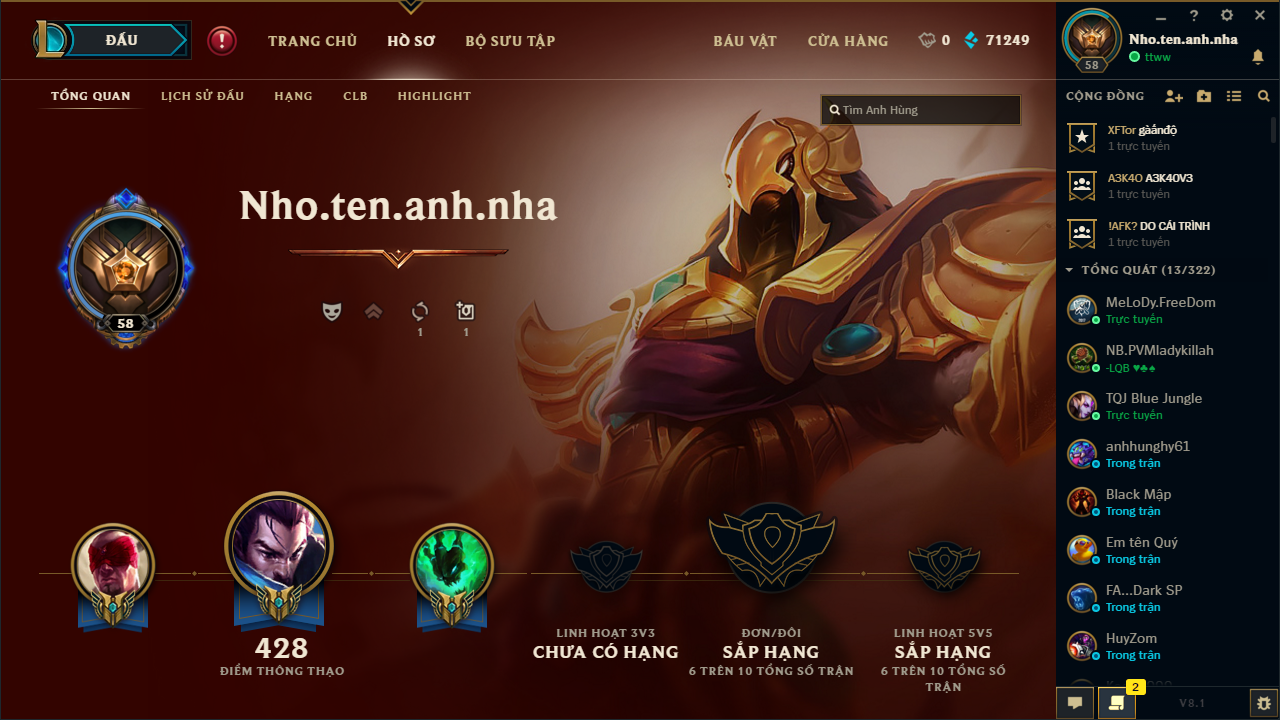 ĐẤU
TRANG CHỦ
HỒ SƠ
BỘ SƯU TẬP
BÁU VẬT
CỬA HÀNG
0
71249
TỔNG QUAN
LỊCH SỬ ĐẤU
HẠNG
CLB
HIGHLIGHT
Tìm Anh Hùng
Nho.ten.anh.nha
58
1
1
428
ĐIỂM THÔNG THẠO
LINH HOẠT 3V3
CHƯA CÓ HẠNG
ĐƠN/ĐÔI
SẮP HẠNG
6 TRÊN 10 TỔNG SỐ TRẬN
LINH HOẠT 5V5
SẮP HẠNG
6 TRÊN 10 TỔNG SỐ
TRẬN
?
58
Nho.ten.anh.nha
ttww
CỘNG ĐỒNG
XFTor gàấnđộ
1 trực tuyến
A3K4O A3K4OV3
1 trực tuyến
!AFK? DO CÁI TRÌNH
1 trực tuyến
TỔNG QUÁT (13/322)
MeLoDy.FreeDom
Trực tuyến
NB.PVMladykillah
-LQB ♥♣♠
TQJ Blue Jungle
Trực tuyến
anhhunghy61
Trong trận
Black Mập
Trong trận
Em tên Quý
Trong trận
FA...Dark SP
Trong trận
HuyZom
Trong trận
2
V8.1